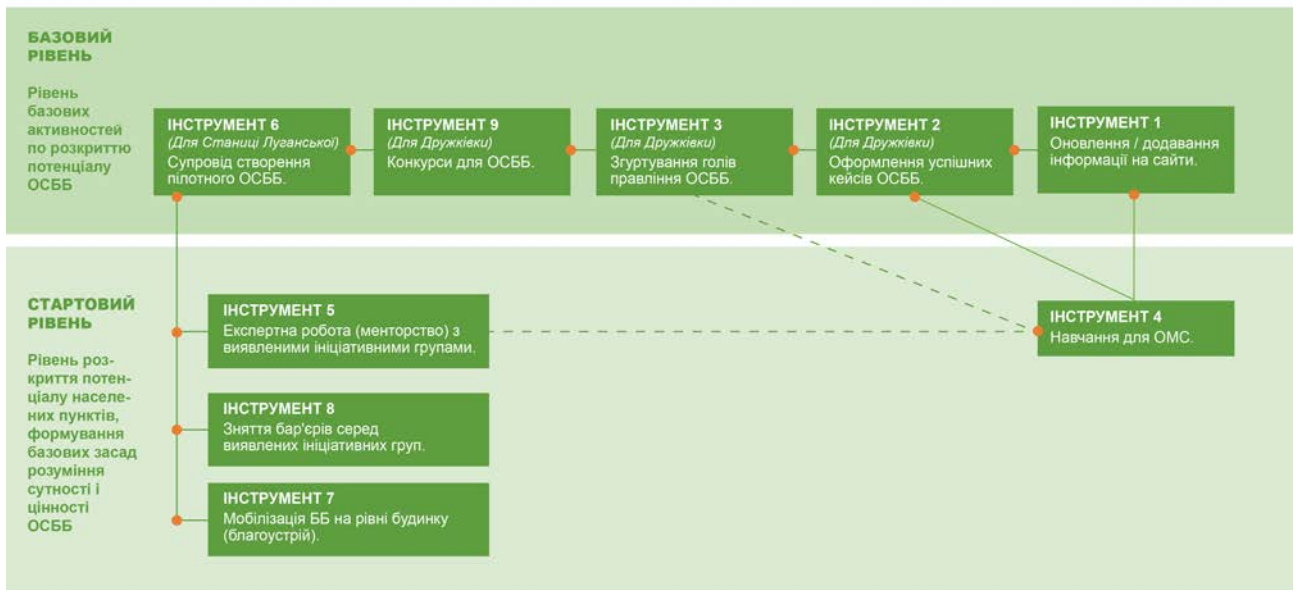 БАЗОВИЙ
РІВЕНЬ
Рівень
базових
активностей
по розкриттю
потенціалу
ОСББ
ІНСТРУМЕНТ 6
(Для Станиці Луганської)
Супровід створення
пілотного ОСББ.
ІНСТРУМЕНТ 9
(Для Дружківки)
Конкурси для ОСББ.
ІНСТРУМЕНТ 3
(Для Дружківки)
Згуртування голів
правління ОСББ.
ІНСТРУМЕНТ 2
(Для Дружківки)
Оформлення успішних
кейсів ОСББ.
ІНСТРУМЕНТ 1
Оновлення / додавання
інформації на сайти.
СТАРТОВИЙ
РІВЕНЬ
Рівень роз-
криття потен-
ціалу населе-
них пунктів,
формування
базових засад
розуміння
сутності і
цінності
ОСББ
ІНСТРУМЕНТ 5
Експертна робота (менторство) з
виявленими ініціативними групами.
ІНСТРУМЕНТ 4
Навчання для ОМС.
ІНСТРУМЕНТ 8
Зняття бар'єрів серед
виявлених ініціативних груп.
ІНСТРУМЕНТ 7
Мобілізація ББ на рівні будинку
(благоустрій).